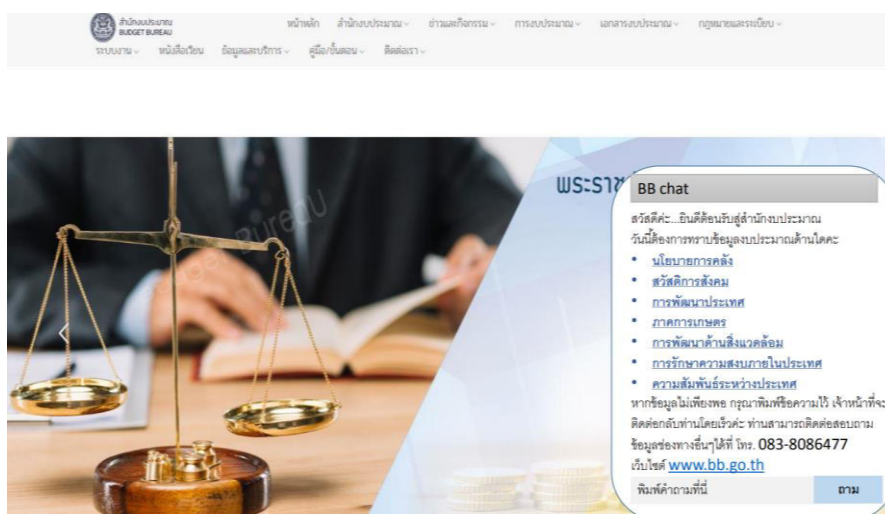 สำนักงบประมาณ
BUDGET BUREAU
หน้าหลัก สำนักงบประมาณ ข่าวและกิจกรรม การงบประมาณ เอกสารงบประมาณ กฎหมายและระเบียบ
ระบบงาน หนังสือเวียน ข้อมูลและบริการ คู่มือ/ขั้นตอน ติดต่อเรา
พระราช
BB chat
สวัสดีค่ะ...ยินดีต้อนรับสู่สำนักงบประมาณ
วันนี้ต้องการทราบข้อมูลงบประมาณด้านใดคะ
• นโยบายการคลัง
• สวัสดิการสังคม
• การพัฒนาประเทศ
• ภาคการเกษตร
• การพัฒนาด้านสิ่งแวดล้อม
• การรักษาความสงบภายในประเทศ
• ความสัมพันธ์ระหว่างประเทศ
หากข้อมูลไม่เพียงพอ กรุณาพิมพ์ข้อความไว้ เจ้าหน้าที่จะ
ติดต่อกลับท่านโดยเร็วค่ะ ท่านสามารถติดต่อสอบถาม
ข้อมูลช่องทางอื่นๆได้ที่ โทร. 083-8086477
เว็บไซต์ www.bb.go.th
พิมพ์คำถามที่นี่ ถาม